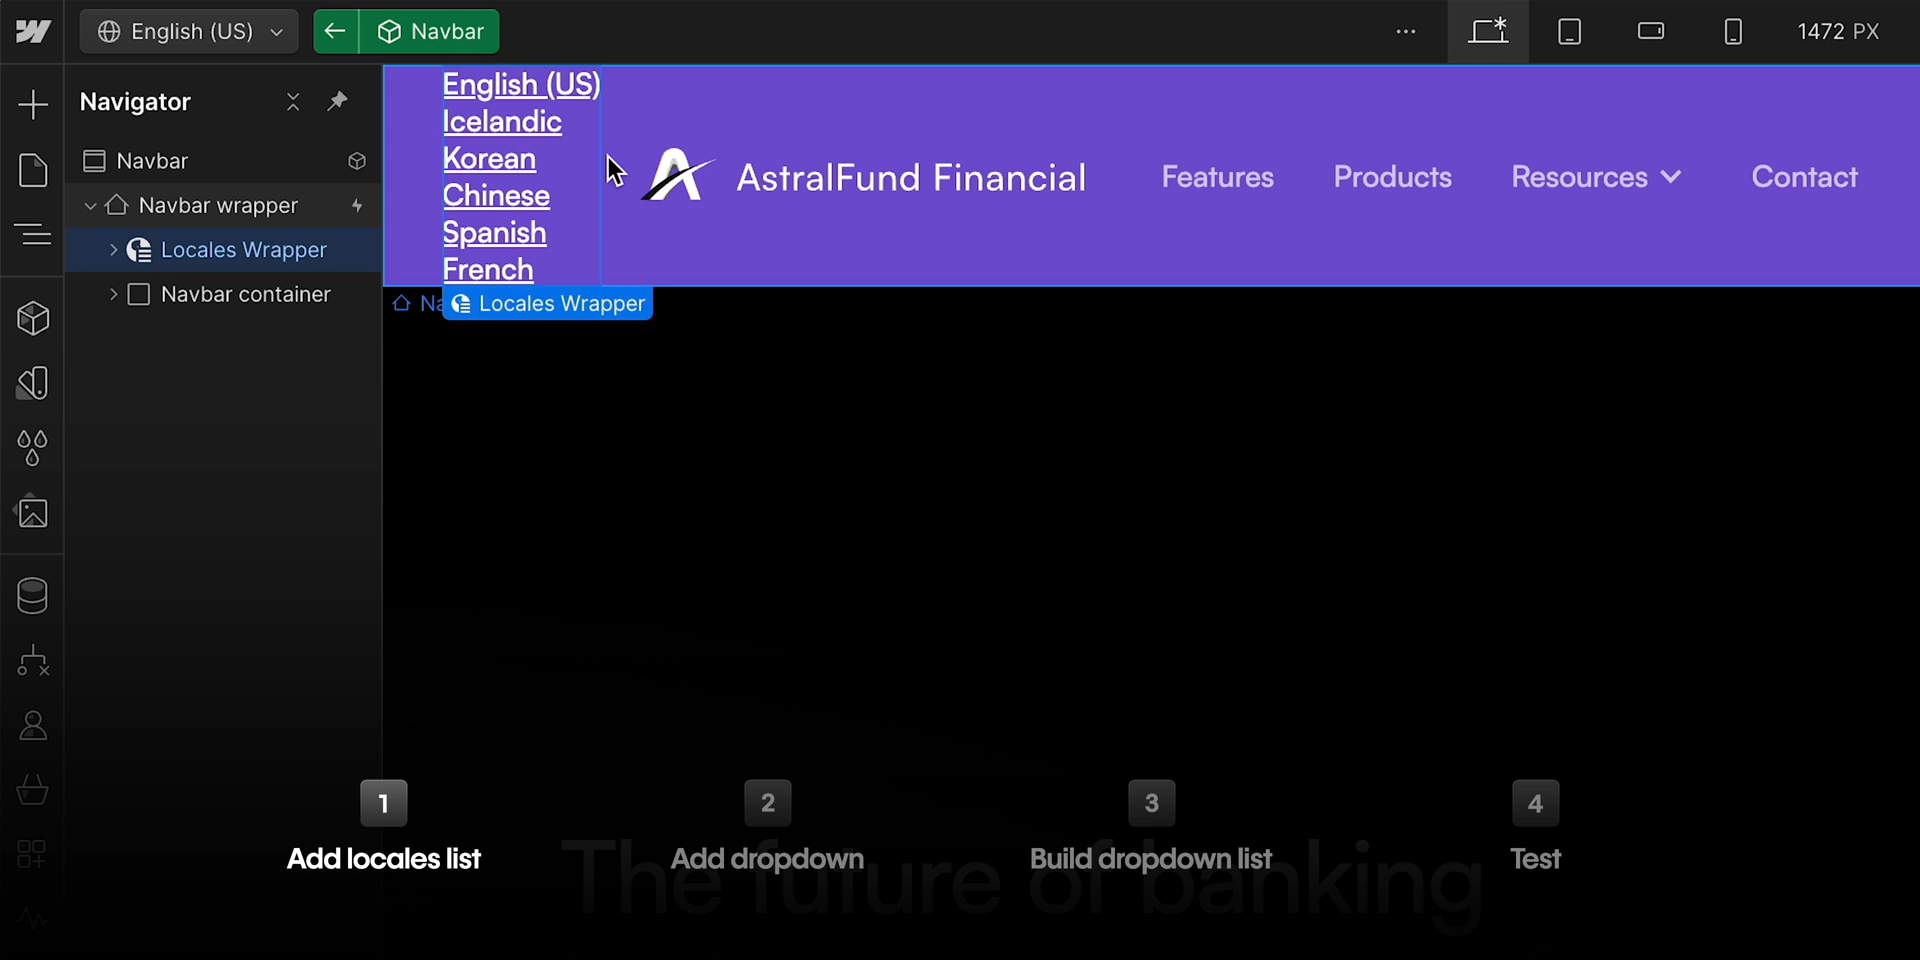 English (US)
Navbar
1472 PX
Navigator
Navbar
Navbar wrapper
Locales Wrapper
Navbar container
English (US)
Icelandic
Korean
Chinese
Spanish
French
AstralFund Financial
Features
Products
Resources
Contact
Na
Locales Wrapper
1
Add locales list
2
Add dropdown
3
Build dropdown list
4
Test
The future of banking